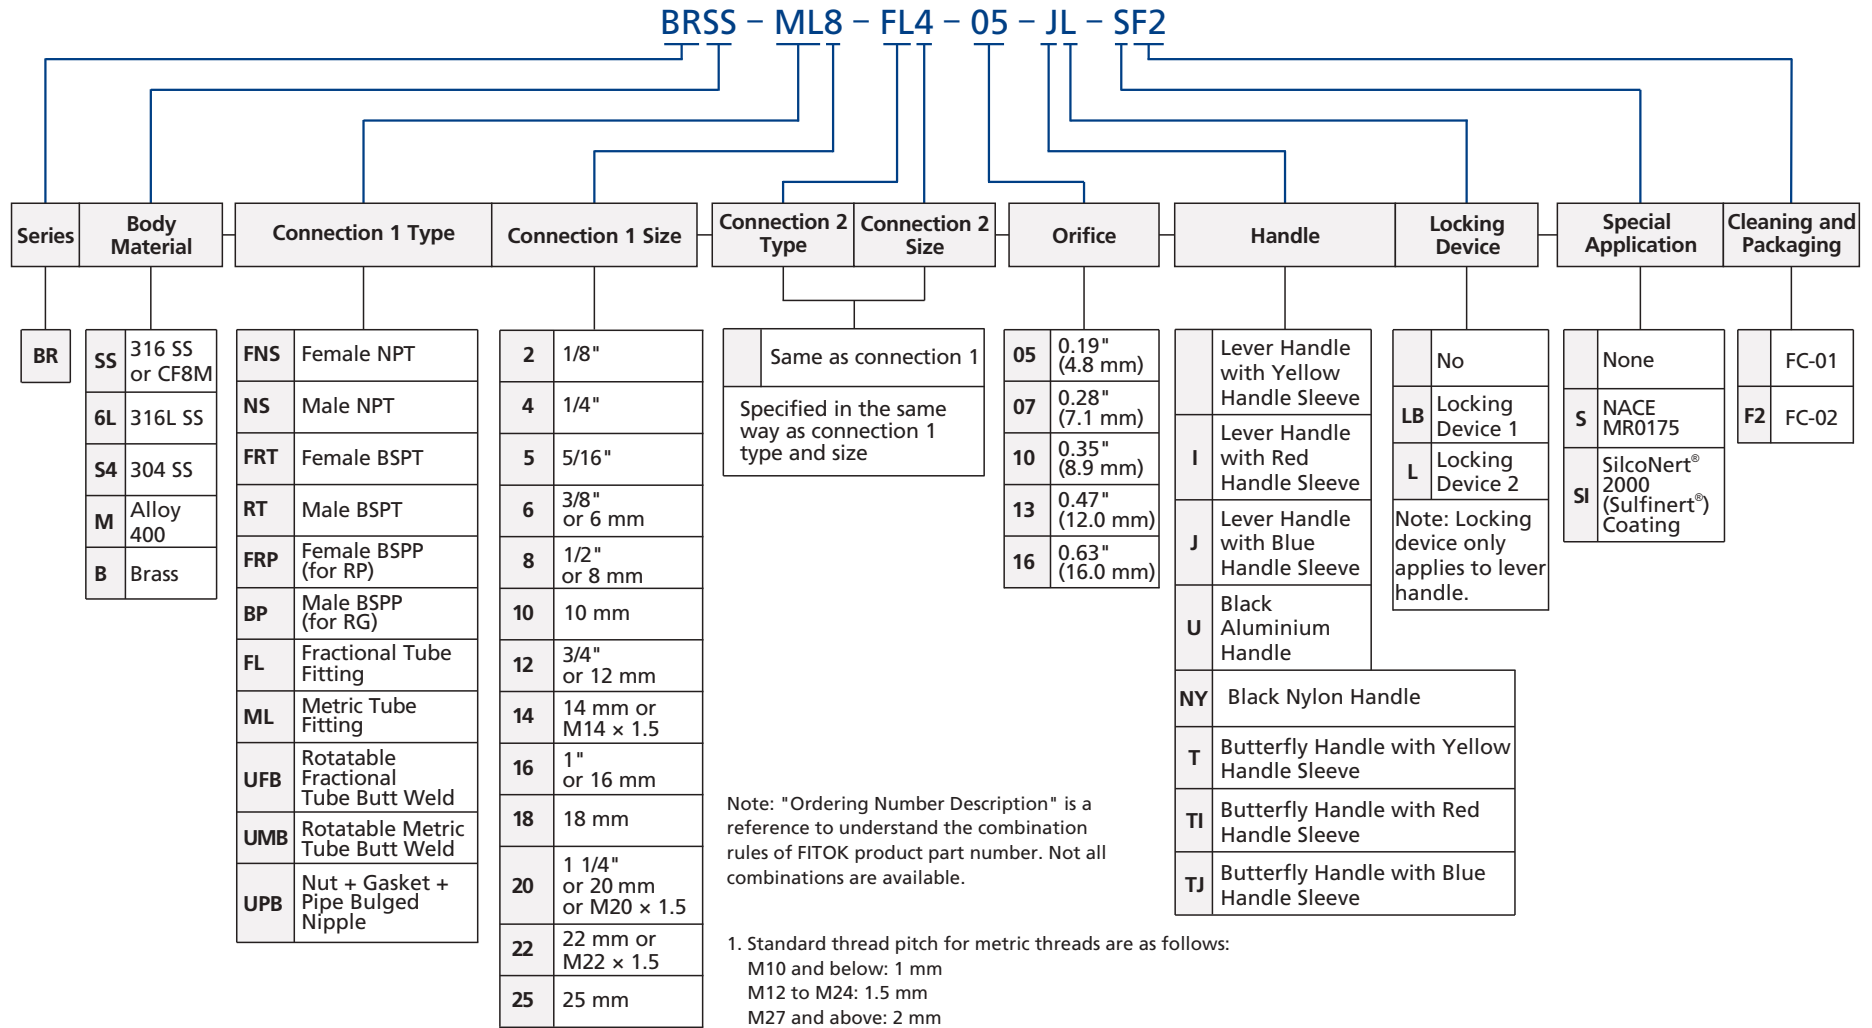 BRSS – ML8 – FL4 – 05 – JL – SF2
Series
Body
Material
Connection 1 Type
Connection 1 Size
Connection 2
Type
Connection 2
Size
Orifice
Handle
Locking
Device
Special
Application
Cleaning and
Packaging
BR
SS 316 SS
or CF8M
6L 316L SS
S4 304 SS
M Alloy
400
B Brass
FNS Female NPT
NS Male NPT
FRT Female BSPT
RT Male BSPT
FRP Female BSPP
(for RP)
BP Male BSPP
(for RG)
FL Fractional Tube
Fitting
ML Metric Tube
Fitting
UFB Rotatable
Fractional
Tube Butt Weld
UMB Rotatable Metric
Tube Butt Weld
UPB Nut + Gasket +
Pipe Bulged
Nipple
2 1/8"
4 1/4"
5 5/16"
6 3/8"
or 6 mm
8 1/2"
or 8 mm
10 10 mm
12 3/4"
or 12 mm
14 14 mm or
M14 × 1.5
16 1"
or 16 mm
18 18 mm
20 1 1/4"
or 20 mm
or M20 × 1.5
22 22 mm or
M22 × 1.5
25 25 mm
Same as connection 1
Specified in the same
way as connection 1
type and size
05 0.19"
(4.8 mm)
07 0.28"
(7.1 mm)
10 0.35"
(8.9 mm)
13 0.47"
(12.0 mm)
16 0.63"
(16.0 mm)
Lever Handle
with Yellow
Handle Sleeve
I Lever Handle
with Red
Handle Sleeve
J Lever Handle
with Blue
Handle Sleeve
U Black
Aluminium
Handle
NY Black Nylon Handle
T Butterfly Handle with Yellow
Handle Sleeve
TI Butterfly Handle with Red
Handle Sleeve
TJ Butterfly Handle with Blue
Handle Sleeve
No
LB Locking
Device 1
L Locking
Device 2
Note: Locking
device only
applies to lever
handle.
None
S NACE
MR0175
SI SilcoNert®
2000
(Sulfinert®)
Coating
FC-01
F2 FC-02
Note: "Ordering Number Description" is a
reference to understand the combination
rules of FITOK product part number. Not all
combinations are available.
1. Standard thread pitch for metric threads are as follows:
M10 and below: 1 mm
M12 to M24: 1.5 mm
M27 and above: 2 mm